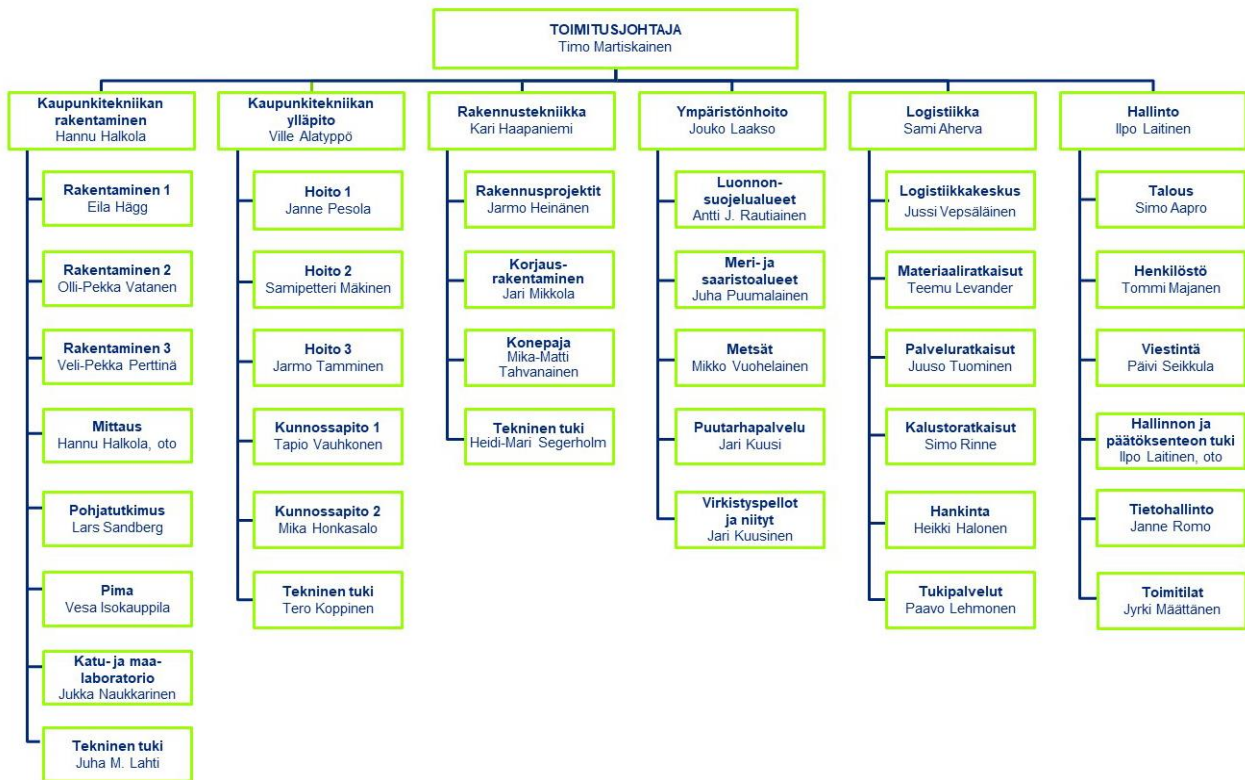 TOIMITUSJOHTAJA
Timo Martiskainen
Kaupunkitekniikan
rakentaminen
Hannu Halkola
Rakentaminen 1
Eila Hägg
Rakentaminen 2
Olli-Pekka Vatanen
Rakentaminen 3
Veli-Pekka Perttinä
Mittaus
Hannu Halkola, oto
Pohjatutkimus
Lars Sandberg
Pima
Vesa Isokauppila
Katu- ja maa-
laboratorio
Jukka Naukkarinen
Tekninen tuki
Juha M. Lahti
Kaupunkitekniikan
ylläpito
Ville Alatyppö
Hoito 1
Janne Pesola
Hoito 2
Samipetteri Mäkinen
Hoito 3
Jarmo Tamminen
Kunnossapito 1
Tapio Vauhkonen
Kunnossapito 2
Mika Honkasalo
Tekninen tuki
Tero Koppinen
Rakennustekniikka
Kari Haapaniemi
Rakennusprojektit
Jarmo Heinänen
Korjaus-
rakentaminen
Jari Mikkola
Konepaja
Mika-Matti
Tahvanainen
Tekninen tuki
Heidi-Mari Segerholm
Ympäristönhoito
Jouko Laakso
Luonnon-
suojelualueet
Antti J. Rautiainen
Meri- ja
saaristoalueet
Juha Puumalainen
Metsät
Mikko Vuohelainen
Puutarhapalvelu
Jari Kuusi
Virkistyspellot
ja niityt
Jari Kuusinen
Logistiikka
Sami Aherva
Logistiikkakeskus
Jussi Vepsäläinen
Materiaaliratkaisut
Teemu Levander
Palveluratkaisut
Juuso Tuominen
Kalustoratkaisut
Simo Rinne
Hankinta
Heikki Halonen
Tukipalvelut
Paavo Lehmonen
Hallinto
Ilpo Laitinen
Talous
Simo Aapro
Henkilöstö
Tommi Majanen
Viestintä
Päivi Seikkula
Hallinnon ja
päätöksenteon tuki
Ilpo Laitinen, oto
Tietohallinto
Janne Romo
Toimitilat
Jyrki Määttänen